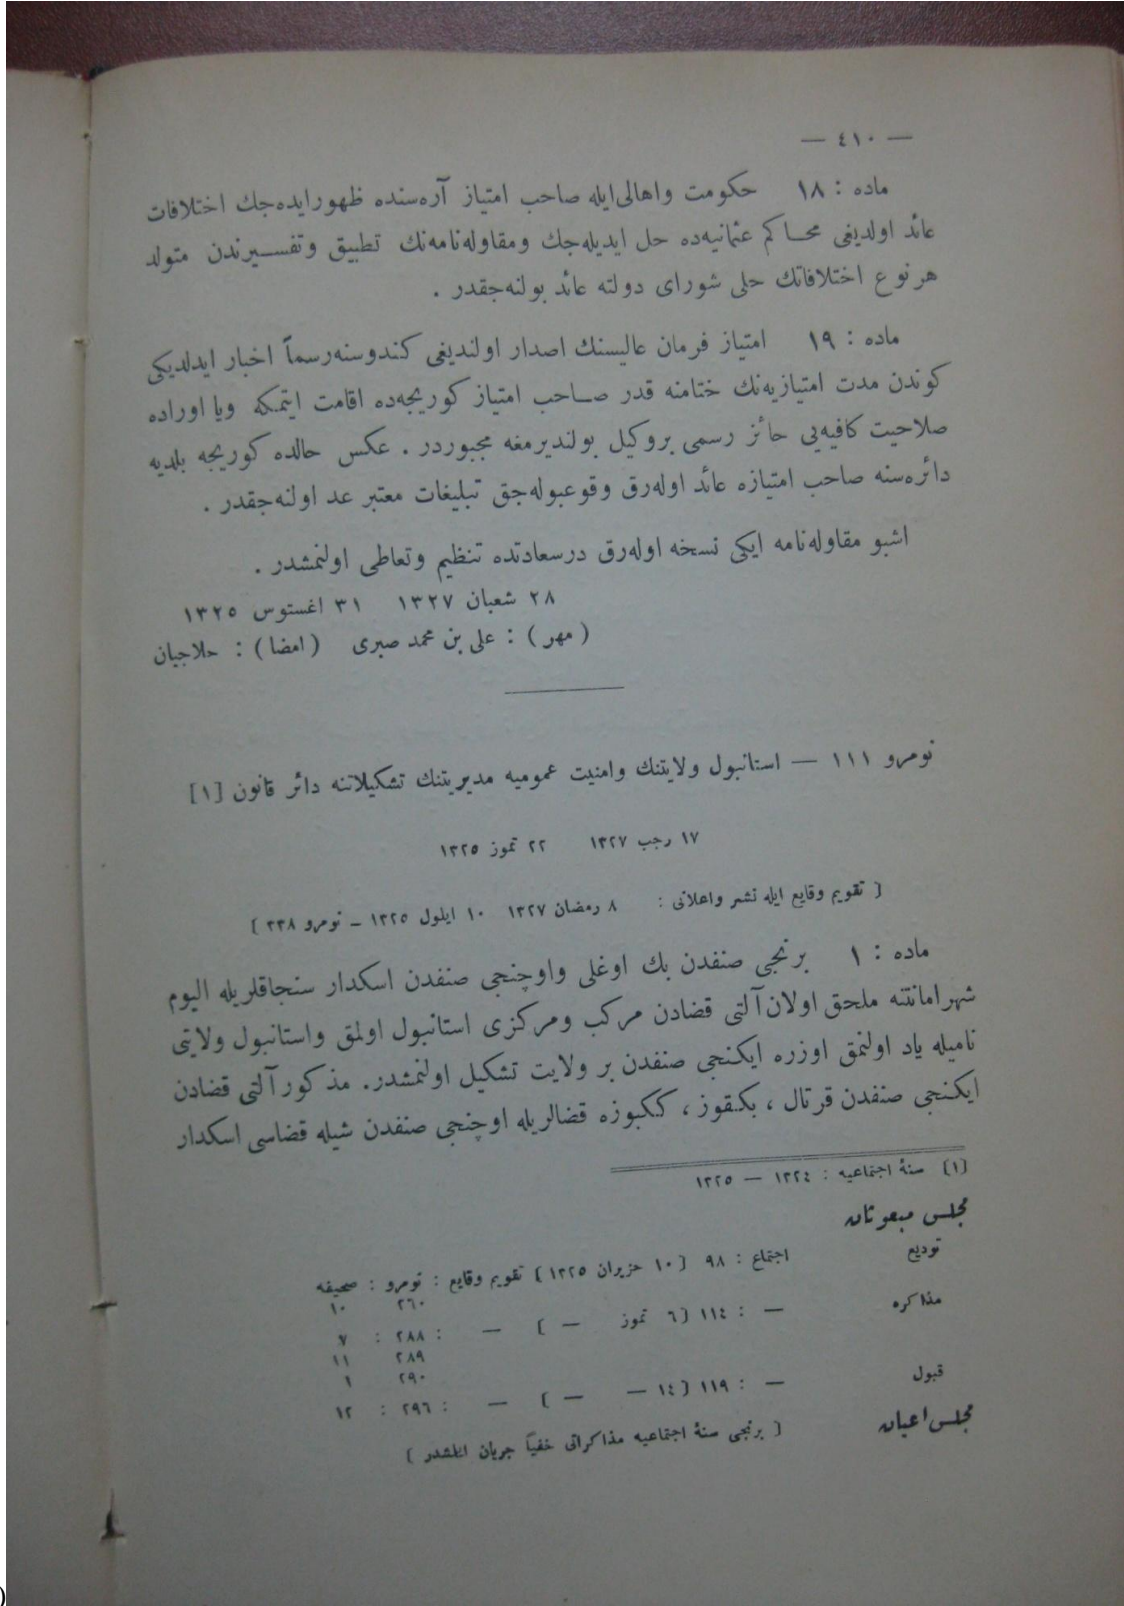 — ٤١٠ —
ماده : ١٨ حكومت واهالى ايله صاحب امتياز آره‌سنده ظهور ايده‌جك اختلافات
عائد اولديغى محاكم عثمانيه‌ده حل ايديله‌جك ومقاوله‌نامه‌نك تطبيق وتفسيرندن متولد
هر نوع اختلافاتك حلى شوراى دولته عائد بولنه‌جقدر .
ماده : ١٩ امتياز فرمان عاليسنك اصدار اولنديغى كندوسنه رسماً اخبار ايدلديكى
كوندن مدت امتيازيه‌نك ختامنه قدر صاحب امتياز كوريجه‌ده اقامت ايتمكه ويا اوراده
صلاحيت كافيه‌يى حائز رسمى بر وكيل بولنديرمغه مجبوردر . عكس حالده كوريجه بلديه
دائره‌سنه صاحب امتيازه عائد اوله‌رق وقوعبوله‌جق تبليغات معتبر عد اولنه‌جقدر .
اشبو مقاوله‌نامه ايكى نسخه اوله‌رق درسعادتده تنظيم وتعاطى اولنمشدر .
٢٨ شعبان ١٣٢٧ ٣١ اغستوس ١٣٢٥
( مهر ) : على بن محمد صبرى ( امضا ) : حلاجيان
نومرو ١١١ — استانبول ولايتنك وامنيت عموميه مديريتنك تشكيلاتنه دائر قانون [١]
١٧ رجب ١٣٢٧ ٢٢ تموز ١٣٢٥
[ تقويم وقايع ايله نشر واعلانى : ٨ رمضان ١٣٢٧ ١٠ ايلول ١٣٢٥ ـ نومرو ٣٣٨ ]
ماده : ١ برنجى صنفدن بك اوغلى واوچنجى صنفدن اسكدار سنجاقلريله اليوم
شهر امانتنه ملحق اولان آلتى قضادن مركب ومركزى استانبول اولمق واستانبول ولايتى
ناميله ياد اولنمق اوزره ايكنجى صنفدن بر ولايت تشكيل اولنمشدر. مذكور آلتى قضادن
ايكنجى صنفدن قرتال ، بكقوز ، ككبوزه قضالريله اوچنجى صنفدن شيله قضاسى اسكدار
[١] سنۀ اجتماعيه : ١٣٢٤ — ١٣٢٥
مجلس مبعوثان
توديع اجتماع : ٩٨ [ ١٠ حزيران ١٣٢٥ ] تقويم وقايع : نومرو : صحيفه
٢٦٠ ١٠
مذاكره — : ١١٤ [ ٦ تموز — ] — : ٢٨٨ : ٧
٢٨٩ ١١
٢٩٠ ١
قبول — : ١١٩ [ ١٤ — — ] — : ٢٩٦ : ١٢
مجلس اعيان [ برنجى سنۀ اجتماعيه مذاكراتى خفياً جريان ايتمشدر ]